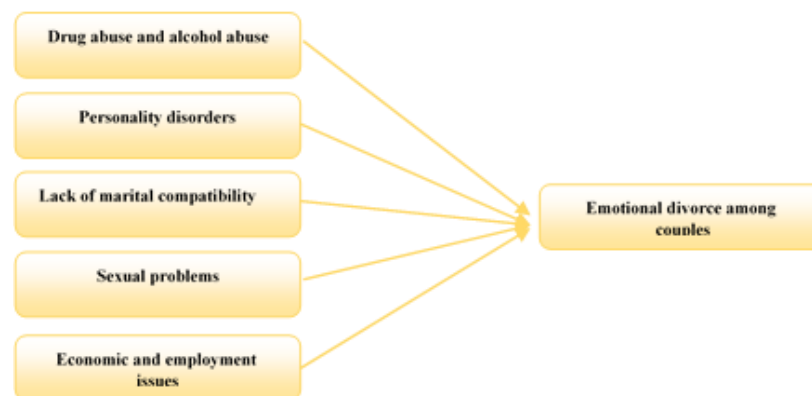 Drug abuse and alcohol abuse
Personality disorders
Lack of marital compatibility
Sexual problems
Economic and employment
issues
Emotional divorce among
couples